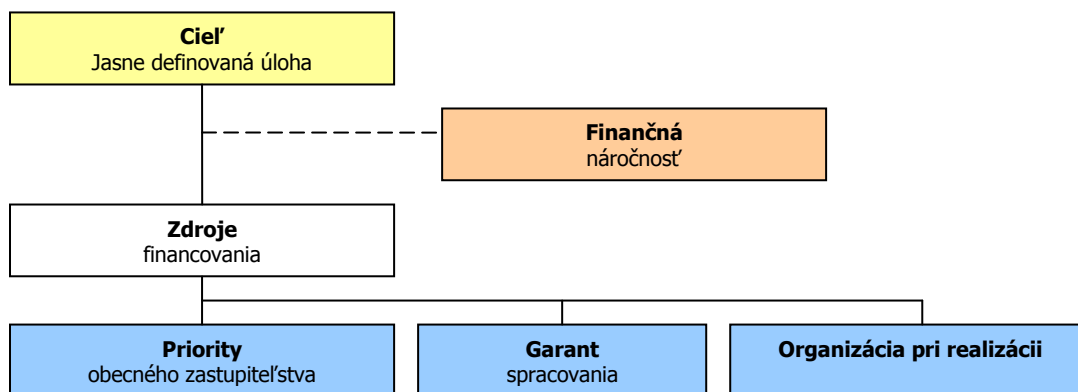 Cieľ
Jasne definovaná úloha
Finančná
náročnosť
Zdroje
financovania
Priority
obecného zastupiteľstva
Garant
spracovania
Organizácia pri realizácii